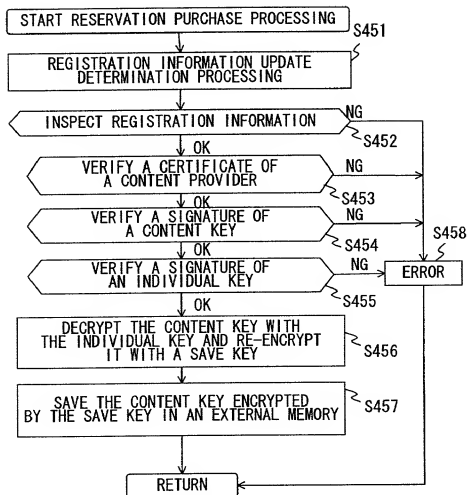 START RESERVATION PURCHASE PROCESSING
S451
REGISTRATION INFORMATION UPDATE
DETERMINATION PROCESSING
INSPECT REGISTRATION INFORMATION
NG
S452
OK
VERIFY A CERTIFICATE OF
A CONTENT PROVIDER
NG
S453
OK
VERIFY A SIGNATURE OF
A CONTENT KEY
NG
S454
OK
VERIFY A SIGNATURE OF
AN INDIVIDUAL KEY
NG
S455
S458
ERROR
OK
DECRYPT THE CONTENT KEY WITH
THE INDIVIDUAL KEY AND RE-ENCRYPT
IT WITH A SAVE KEY
S456
SAVE THE CONTENT KEY ENCRYPTED
BY THE SAVE KEY IN AN EXTERNAL MEMORY
S457
RETURN